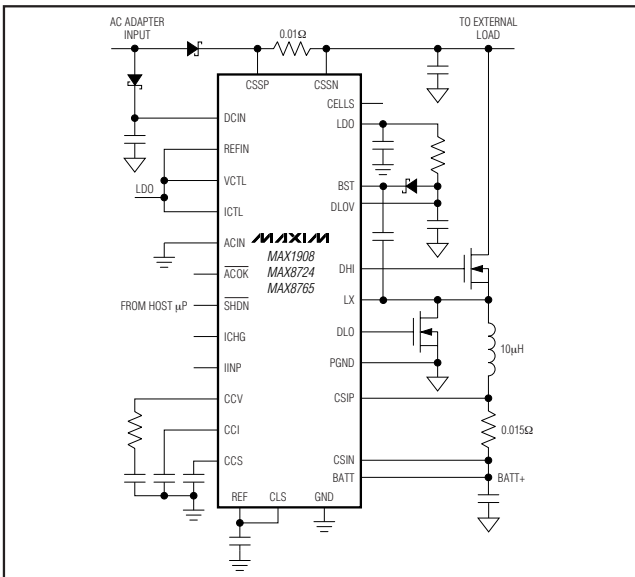 AC ADAPTER
INPUT
0.01Ω
TO EXTERNAL
LOAD
CSSP
CSSN
CELLS
DCIN
LDO
REFIN
VCTL
LDO
BST
DLOV
ICTL
ACIN
MAXIM
MAX1908
MAX8724
MAX8765
DHI
ACOK
LX
FROM HOST μP
SHDN
DLO
ICHG
10μH
PGND
IINP
CSIP
CCV
0.015Ω
CCI
CSIN
CCS
BATT
BATT+
REF
CLS
GND